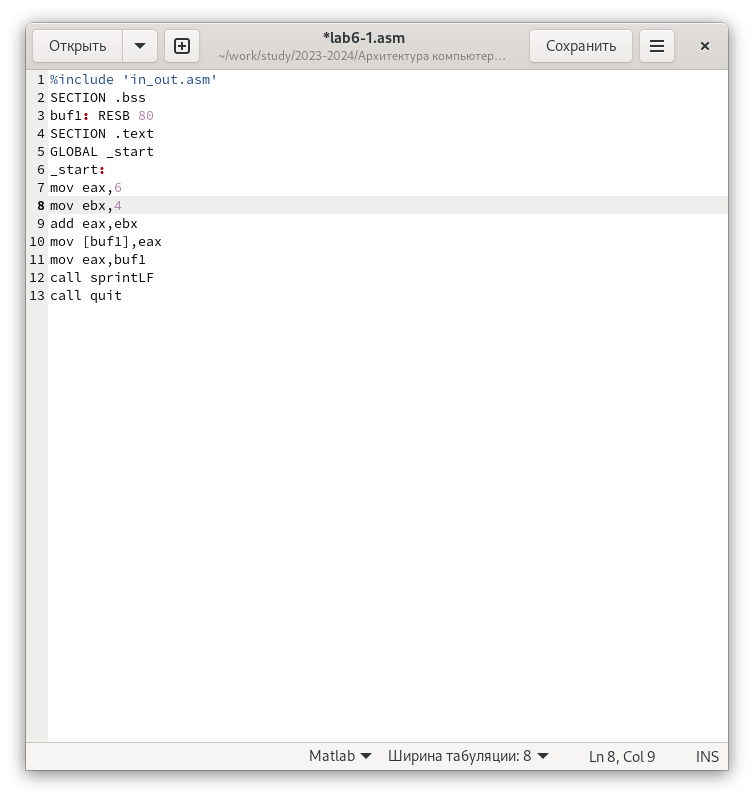 Открыть
*lab6-1.asm
~/work/study/2023-2024/Архитектура компьютер...
Сохранить
1 %include 'in_out.asm'
2 SECTION .bss
3 buf1: RESB 80
4 SECTION .text
5 GLOBAL _start
6 _start:
7 mov eax,6
8 mov ebx,4
9 add eax,ebx
10 mov [buf1],eax
11 mov eax,buf1
12 call sprintLF
13 call quit
Matlab Ширина табуляции: 8 Ln 8, Col 9 INS